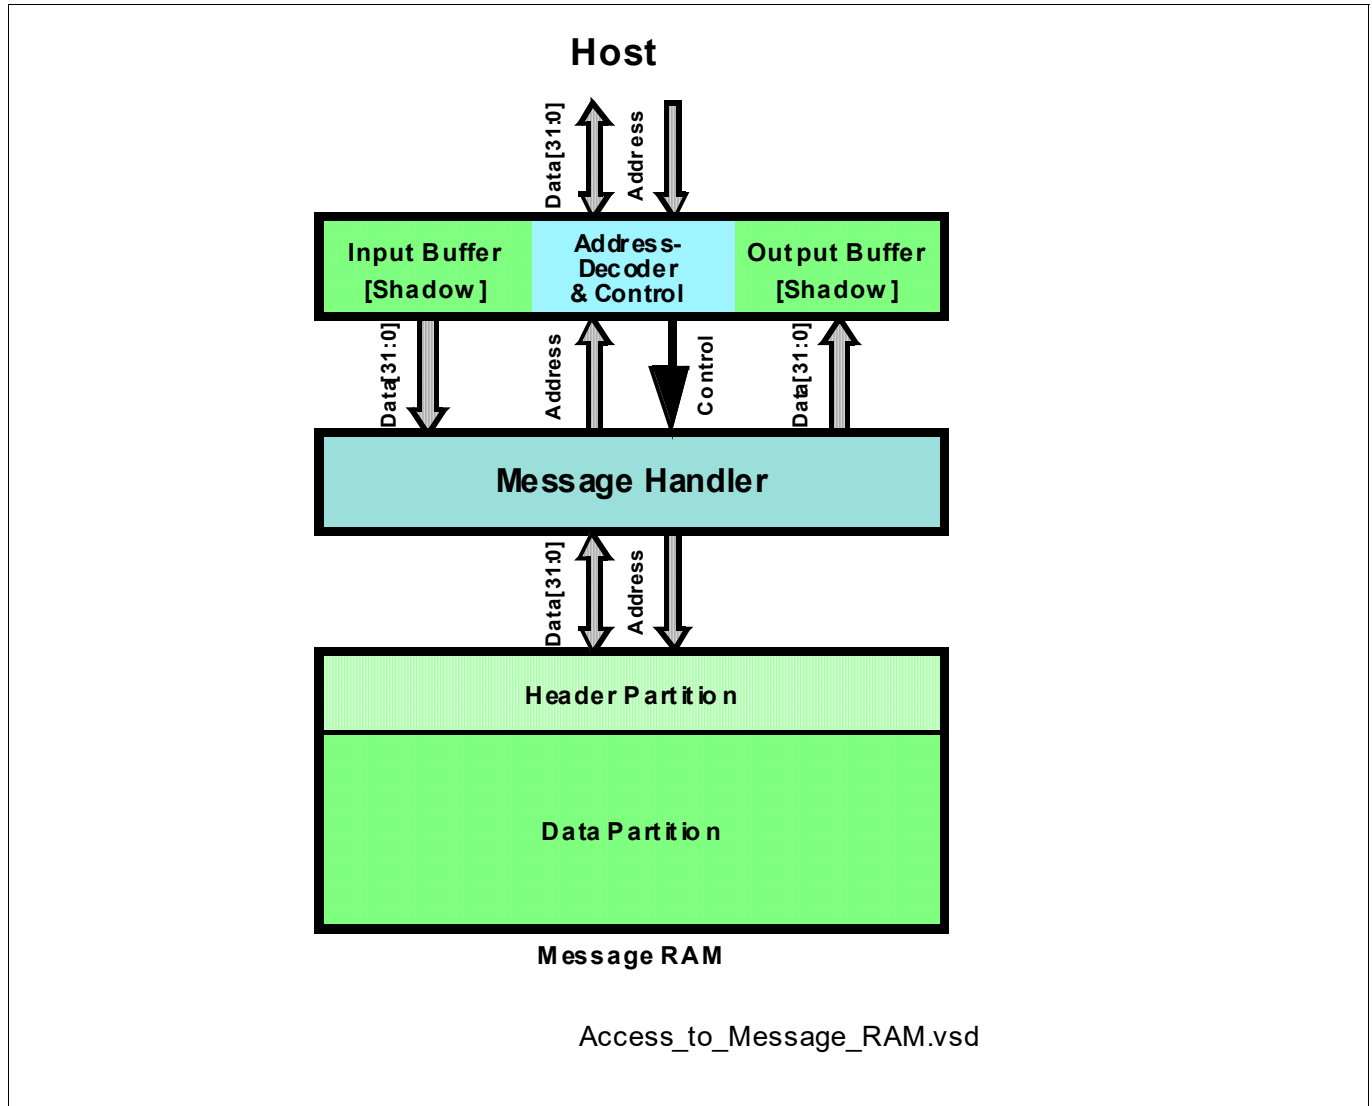 Host
Data[31:0]
Address
Input Buffer
[Shadow]
Address-
Decoder
& Control
Output Buffer
[Shadow]
Data[31:0]
Address
Control
Data[31:0]
Message Handler
Data[31:0]
Address
Header Partition
Data Partition
Message RAM
Access_to_Message_RAM.vsd